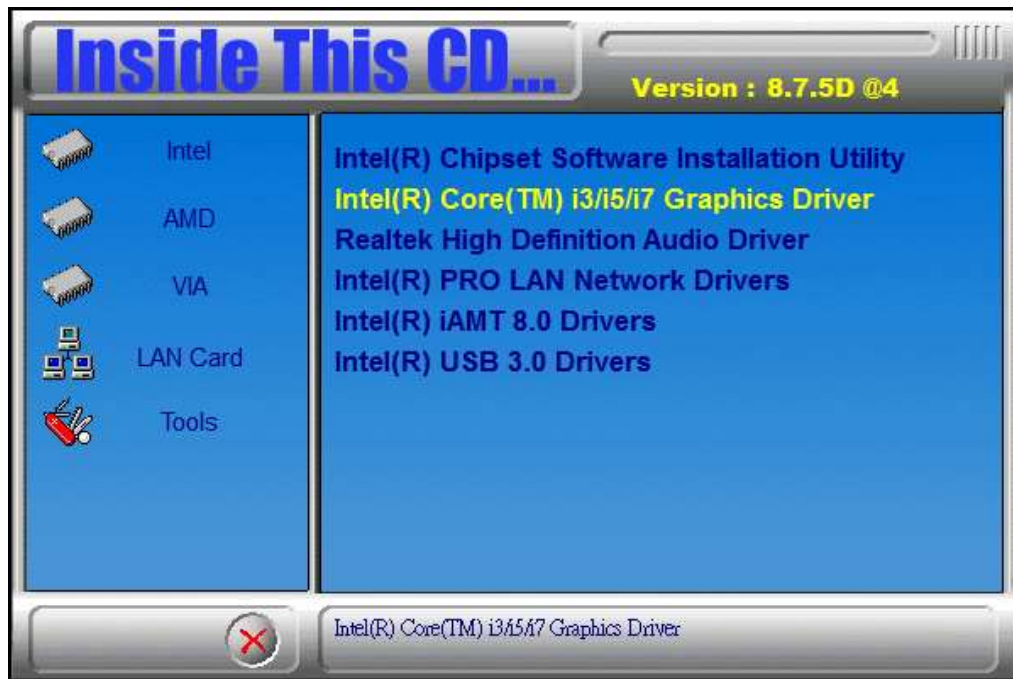 Inside This CD...
Version : 8.7.5D @4
Intel
AMD
VIA
LAN Card
Tools
Intel(R) Chipset Software Installation Utility
Intel(R) Core(TM) i3/i5/i7 Graphics Driver
Realtek High Definition Audio Driver
Intel(R) PRO LAN Network Drivers
Intel(R) iAMT 8.0 Drivers
Intel(R) USB 3.0 Drivers
Intel(R) Core(TM) i3/i5/i7 Graphics Driver